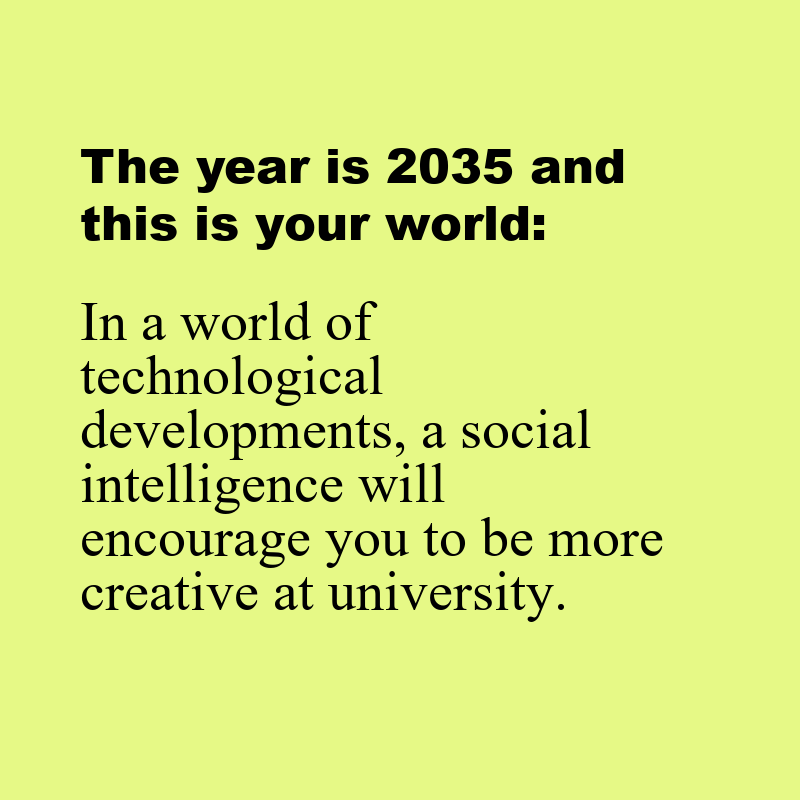 The year is 2035 and
this is your world:
In a world of
technological
developments, a social
intelligence will
encourage you to be more
creative at university.